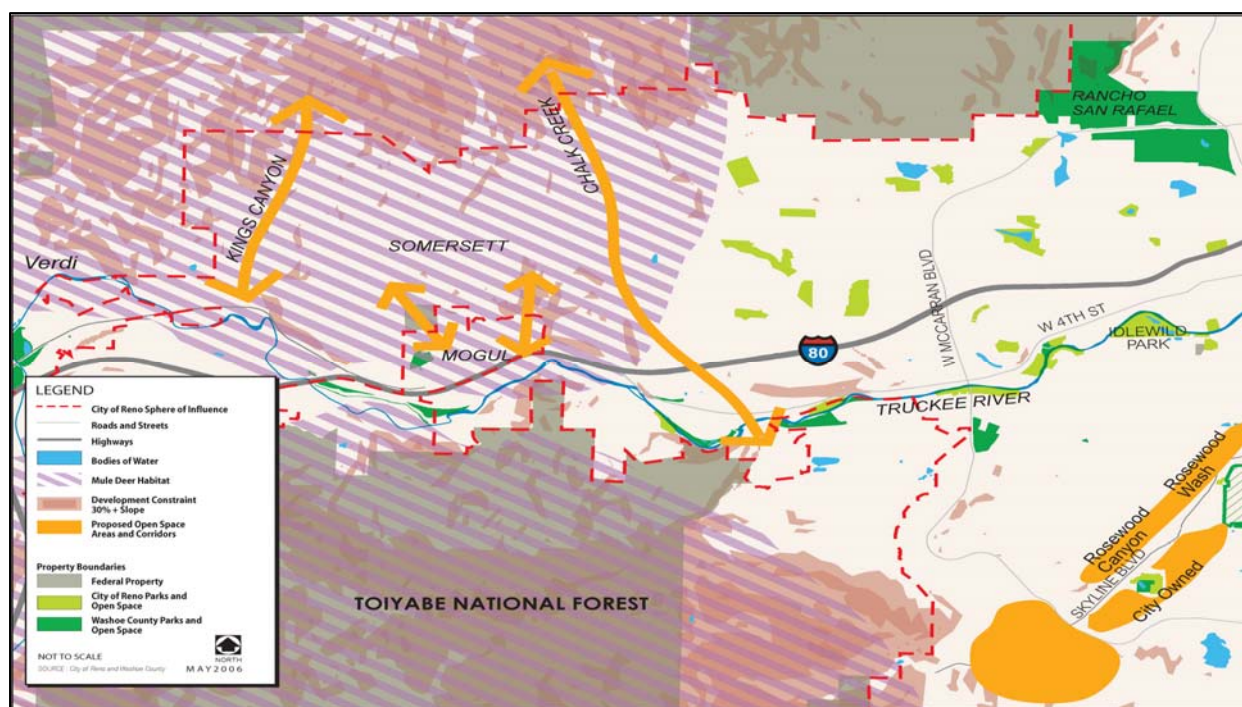 RANCHO
SAN RAFAEL
CHALK CREEK
KINGS CANYON
SOMERSETT
Verdi
W MCCARRAN BLVD
W 4TH ST
IDLEWILD
PARK
80
MOGUL
TRUCKEE RIVER
Rosewood
Wash
Rosewood
Canyon
SKYLINE BLVD
City Owned
TOIYABE NATIONAL FOREST
LEGEND
City of Reno Sphere of Influence
Roads and Streets
Highways
Bodies of Water
Mule Deer Habitat
Development Constraint
30% + Slope
Proposed Open Space
Areas and Corridors
Property Boundaries
Federal Property
City of Reno Parks and
Open Space
Washoe County Parks and
Open Space
NOT TO SCALE
SOURCE : City of Reno and Washoe County
NORTH
MAY 2006